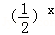 (1/2) ˣ